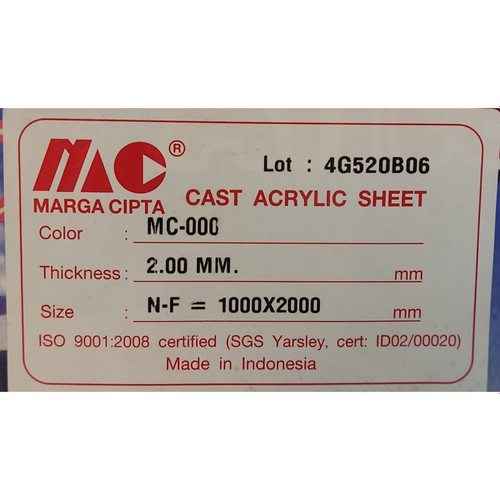 MC®
Lot : 4G520B06
MARGA CIPTA
CAST ACRYLIC SHEET
Color : MC-000
Thickness : 2.00 MM. mm
Size : N-F = 1000X2000 mm
ISO 9001:2008 certified (SGS Yarsley, cert: ID02/00020)
Made in Indonesia